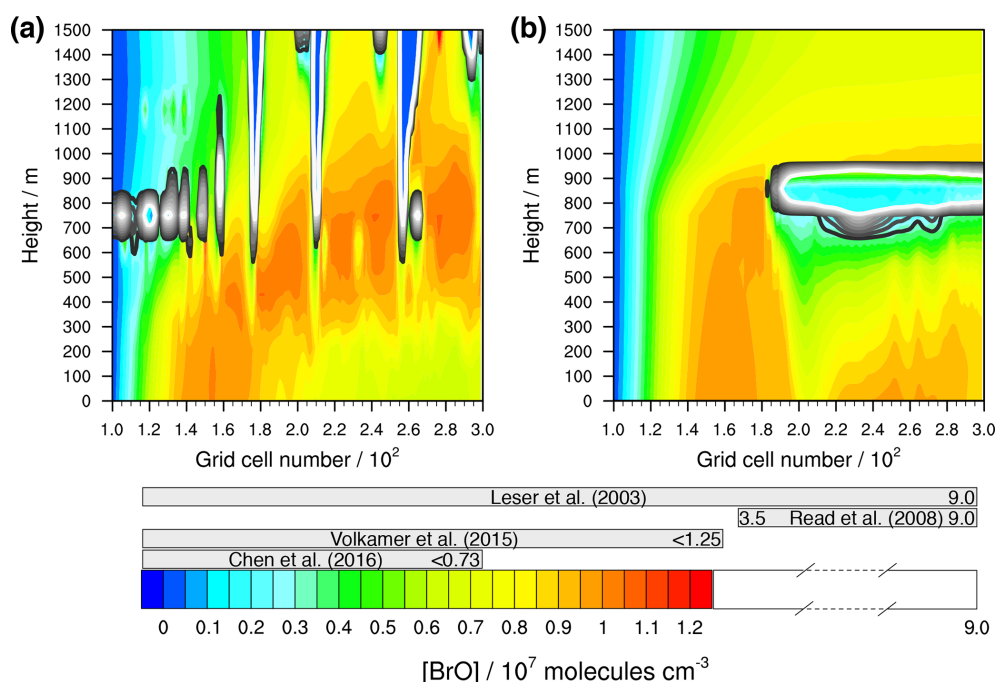 (a)
(b)
1500 1500
1400 1400
1300 1300
1200 1200
1100 1100
1000 1000
900 900
800 800
700 700
600 600
500 500
400 400
300 300
200 200
100 100
0 0
Height / m Height / m
1.0 1.2 1.4 1.6 1.8 2.0 2.2 2.4 2.6 2.8 3.0 1.0 1.2 1.4 1.6 1.8 2.0 2.2 2.4 2.6 2.8 3.0
Grid cell number / 10² Grid cell number / 10²
Leser et al. (2003) 9.0
3.5 Read et al. (2008) 9.0
Volkamer et al. (2015) <1.25
Chen et al. (2016) <0.73
0 0.1 0.2 0.3 0.4 0.5 0.6 0.7 0.8 0.9 1 1.1 1.2 9.0
[BrO] / 10⁷ molecules cm⁻³